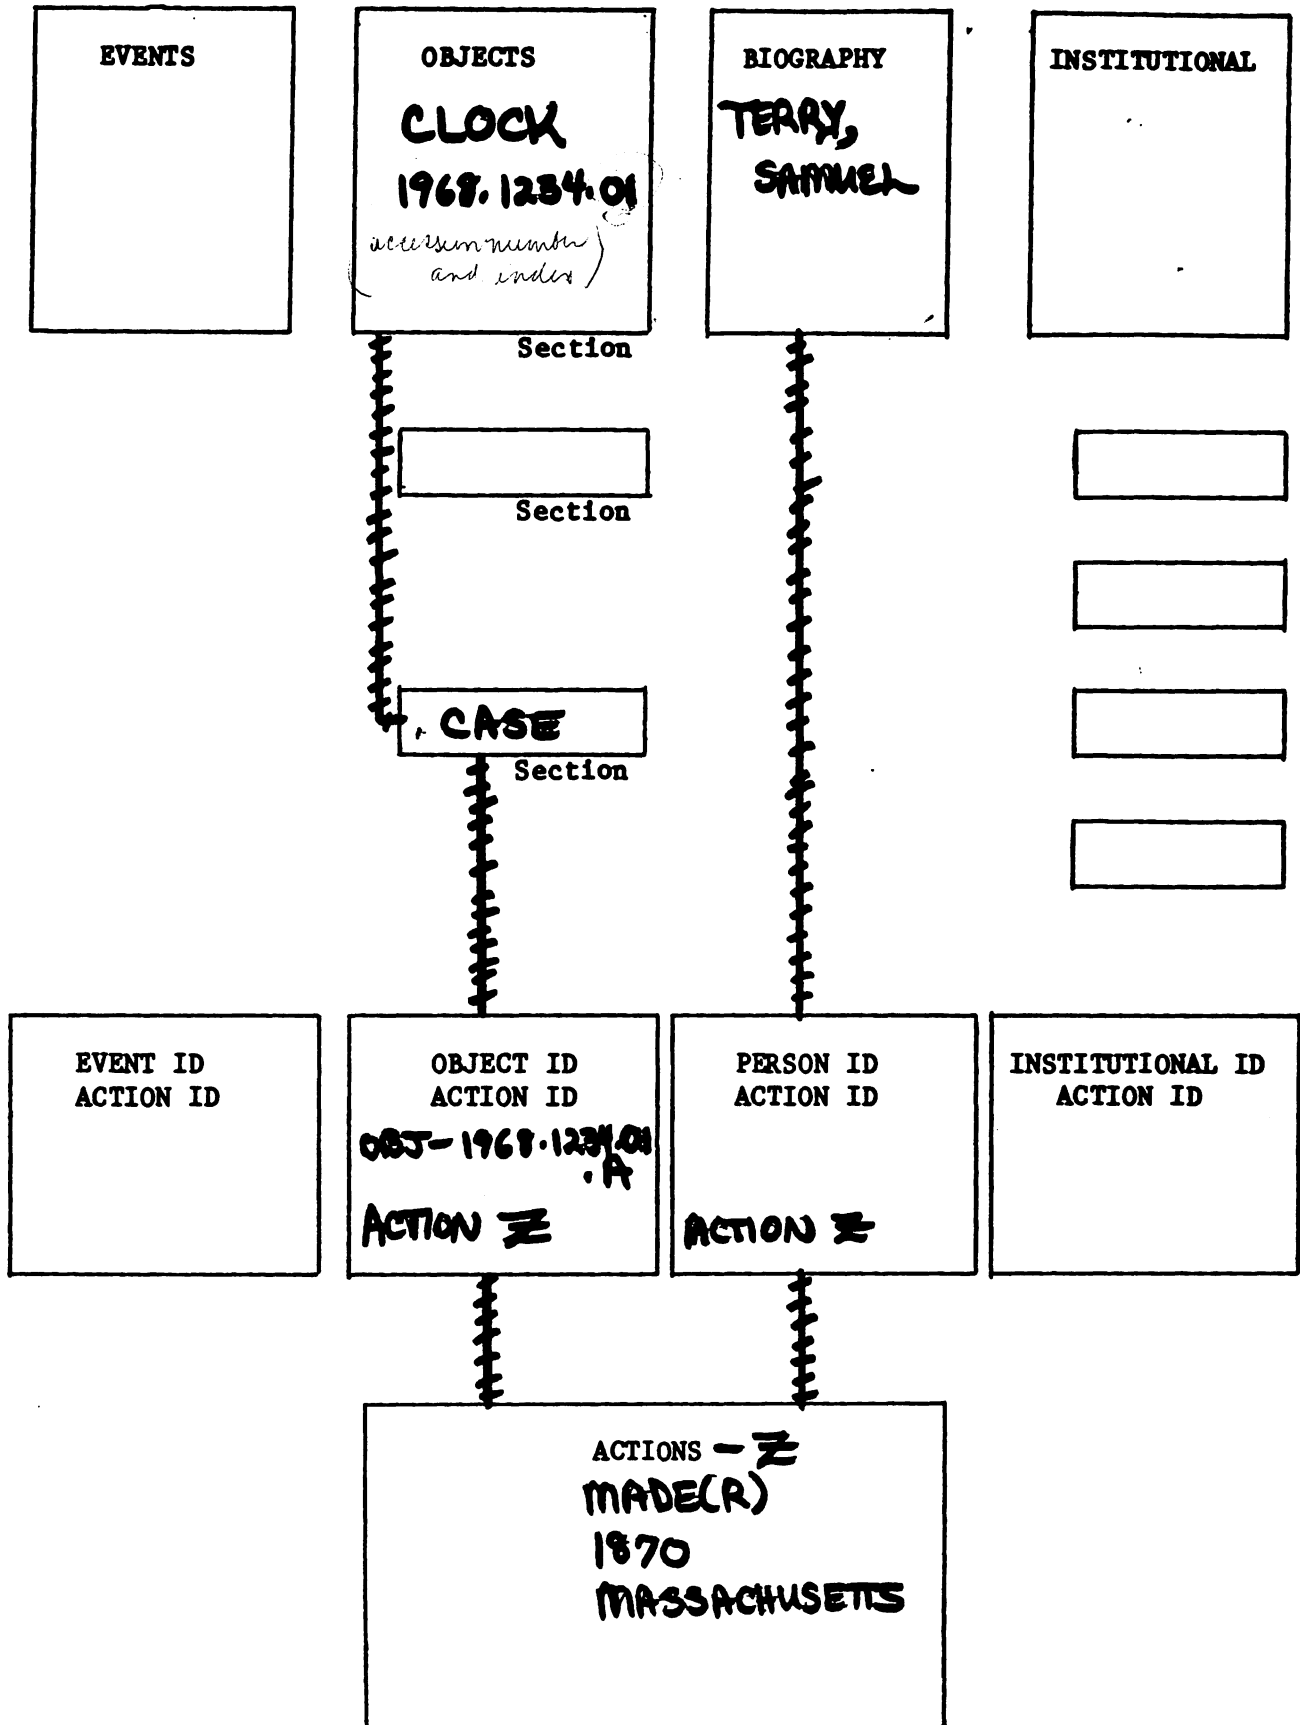 EVENTS
OBJECTS
CLOCK
1968.1234.01
(accession number
and index)
BIOGRAPHY
TERRY,
SAMUEL
INSTITUTIONAL
Section
Section
CASE
Section
EVENT ID
ACTION ID
OBJECT ID
ACTION ID
OBJ-1968.1234.01
.A
ACTION Z
PERSON ID
ACTION ID
ACTION Z
INSTITUTIONAL ID
ACTION ID
ACTIONS - Z
MADE(R)
1870
MASSACHUSETTS